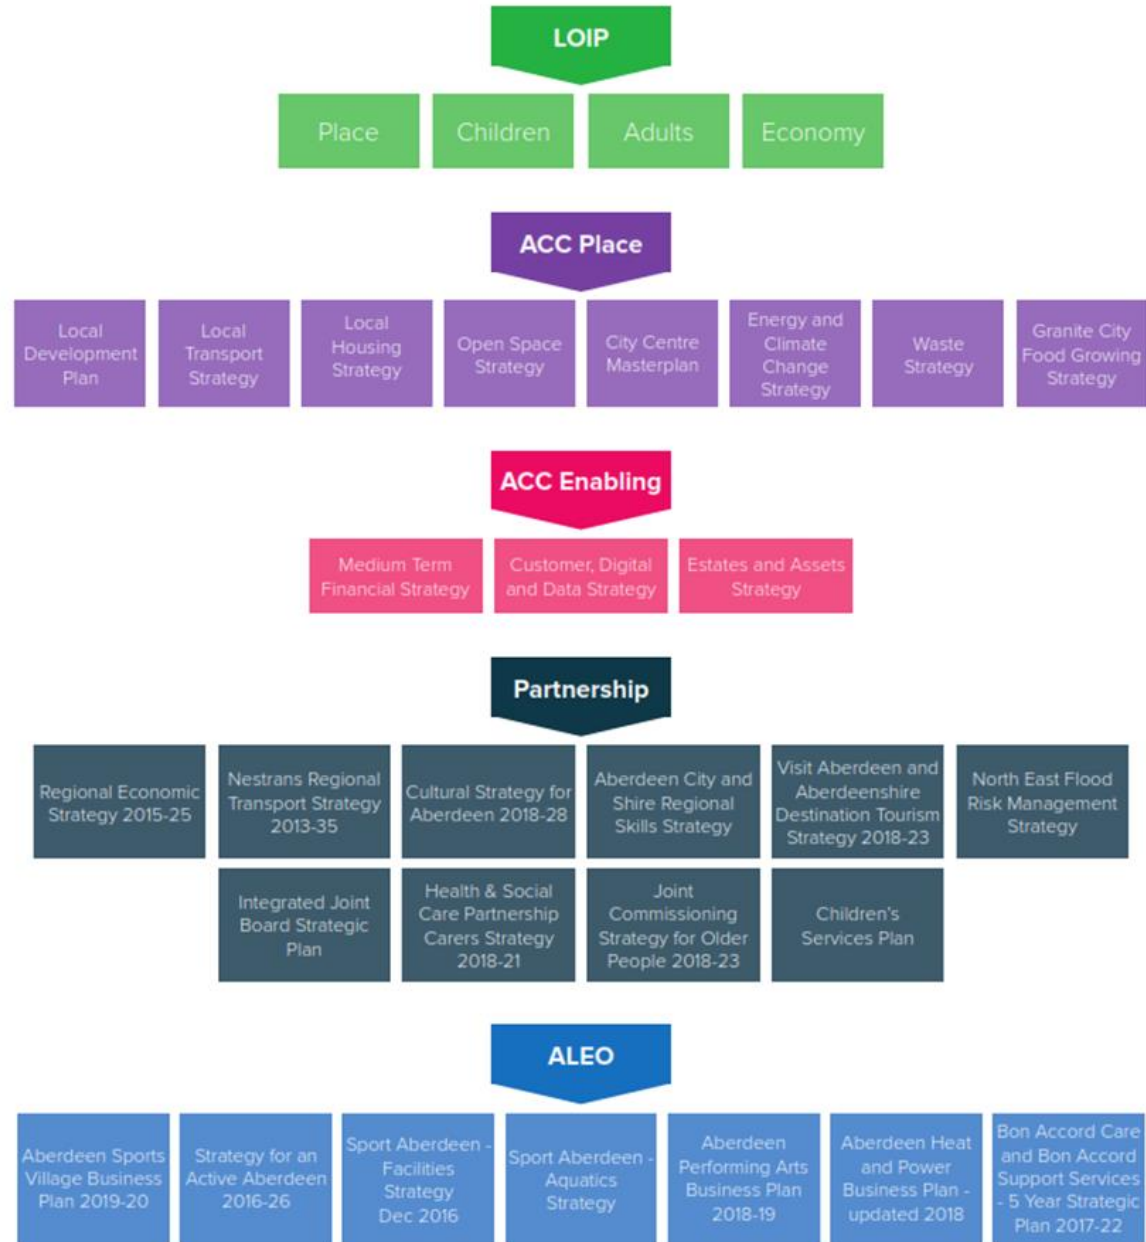 LOIP
Place
Children
Adults
Economy
ACC Place
Local
Development
Plan
Local
Transport
Strategy
Local
Housing
Strategy
Open Space
Strategy
City Centre
Masterplan
Energy and
Climate
Change
Strategy
Waste
Strategy
Granite City
Food Growing
Strategy
ACC Enabling
Medium Term
Financial Strategy
Customer, Digital
and Data Strategy
Estates and Assets
Strategy
Partnership
Regional Economic
Strategy 2015-25
Nestrans Regional
Transport Strategy
2013-35
Cultural Strategy for
Aberdeen 2018-28
Aberdeen City and
Shire Regional
Skills Strategy
Visit Aberdeen and
Aberdeenshire
Destination Tourism
Strategy 2018-23
North East Flood
Risk Management
Strategy
Integrated Joint
Board Strategic
Plan
Health & Social
Care Partnership
Carers Strategy
2018-21
Joint
Commissioning
Strategy for Older
People 2018-23
Children's
Services Plan
ALEO
Aberdeen Sports
Village Business
Plan 2019-20
Strategy for an
Active Aberdeen
2016-26
Sport Aberdeen -
Facilities
Strategy
Dec 2016
Sport Aberdeen -
Aquatics
Strategy
Aberdeen
Performing Arts
Business Plan
2018-19
Aberdeen Heat
and Power
Business Plan -
updated 2018
Bon Accord Care
and Bon Accord
Support Services
- 5 Year Strategic
Plan 2017-22